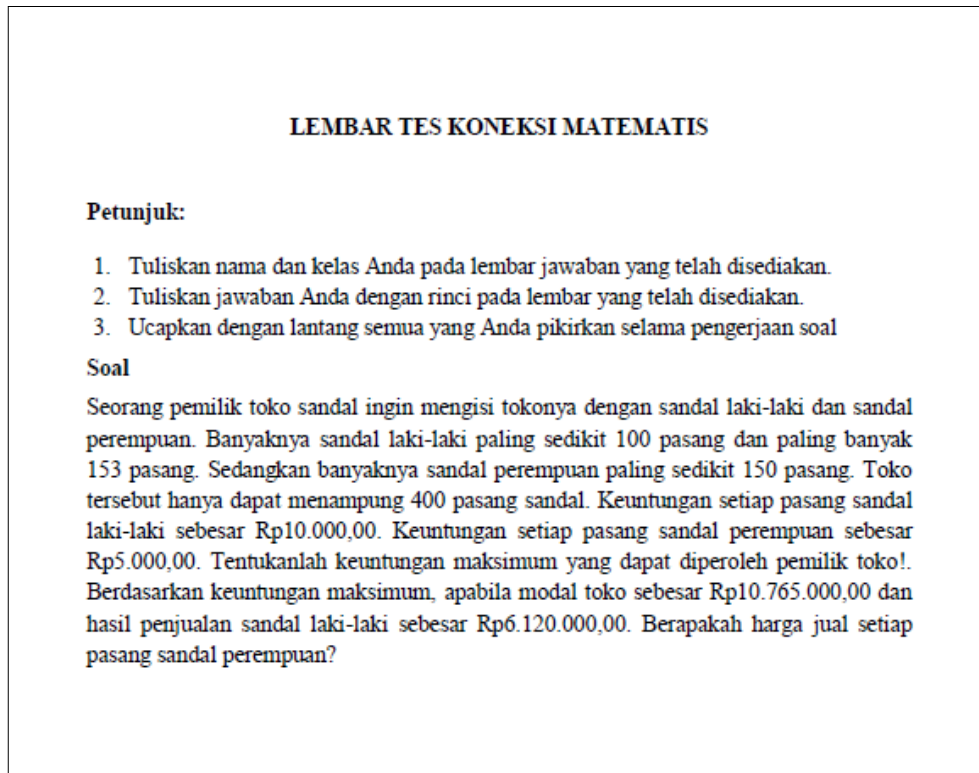 LEMBAR TES KONEKSI MATEMATIS
Petunjuk:
1. Tuliskan nama dan kelas Anda pada lembar jawaban yang telah disediakan.
2. Tuliskan jawaban Anda dengan rinci pada lembar yang telah disediakan.
3. Ucapkan dengan lantang semua yang Anda pikirkan selama pengerjaan soal
Soal
Seorang pemilik toko sandal ingin mengisi tokonya dengan sandal laki-laki dan sandal
perempuan. Banyaknya sandal laki-laki paling sedikit 100 pasang dan paling banyak
153 pasang. Sedangkan banyaknya sandal perempuan paling sedikit 150 pasang. Toko
tersebut hanya dapat menampung 400 pasang sandal. Keuntungan setiap pasang sandal
laki-laki sebesar Rp10.000,00. Keuntungan setiap pasang sandal perempuan sebesar
Rp5.000,00. Tentukanlah keuntungan maksimum yang dapat diperoleh pemilik toko!.
Berdasarkan keuntungan maksimum, apabila modal toko sebesar Rp10.765.000,00 dan
hasil penjualan sandal laki-laki sebesar Rp6.120.000,00. Berapakah harga jual setiap
pasang sandal perempuan?